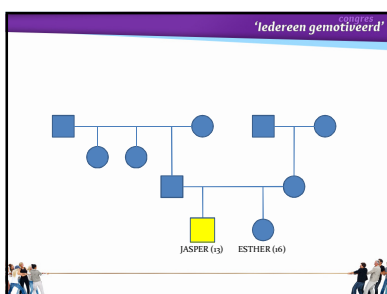 congres
'Iedereen gemotiveerd'
JASPER (13) ESTHER (16)